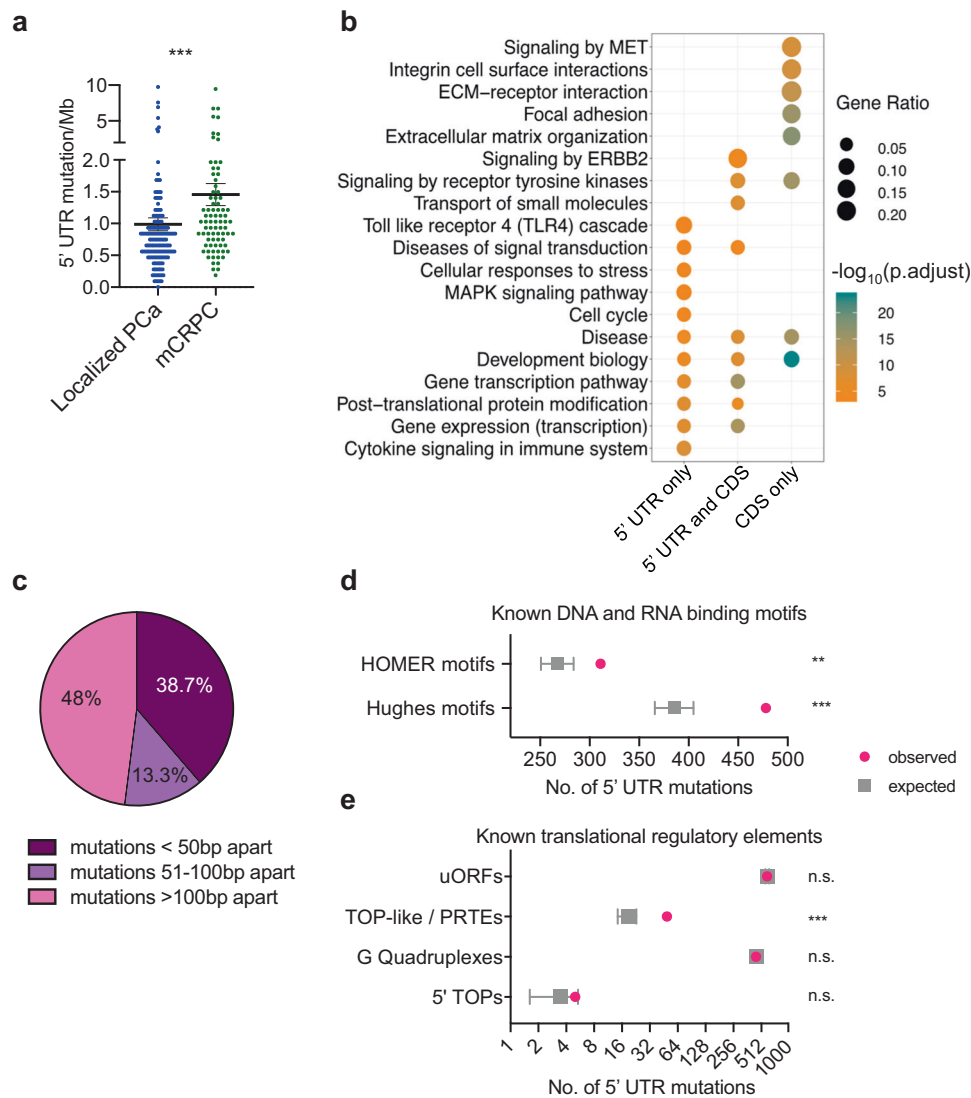 a
***
5′ UTR mutation/Mb
10
5
2.0
1.5
1.0
0.5
0.0
Localized PCa
mCRPC
b
Signaling by MET
Integrin cell surface interactions
ECM−receptor interaction
Focal adhesion
Extracellular matrix organization
Signaling by ERBB2
Signaling by receptor tyrosine kinases
Transport of small molecules
Toll like receptor 4 (TLR4) cascade
Diseases of signal transduction
Cellular responses to stress
MAPK signaling pathway
Cell cycle
Disease
Development biology
Gene transcription pathway
Post−translational protein modification
Gene expression (transcription)
Cytokine signaling in immune system
5′ UTR only
5′ UTR and CDS
CDS only
Gene Ratio
0.05
0.10
0.15
0.20
-log10(p.adjust)
20
15
10
5
c
38.7%
48%
13.3%
mutations < 50bp apart
mutations 51-100bp apart
mutations >100bp apart
d
Known DNA and RNA binding motifs
HOMER motifs
**
Hughes motifs
***
250
300
350
400
450
500
No. of 5′ UTR mutations
observed
expected
e
Known translational regulatory elements
uORFs
n.s.
TOP-like / PRTEs
***
G Quadruplexes
n.s.
5′ TOPs
n.s.
1
2
4
8
16
32
64
128
256
512
1000
No. of 5′ UTR mutations